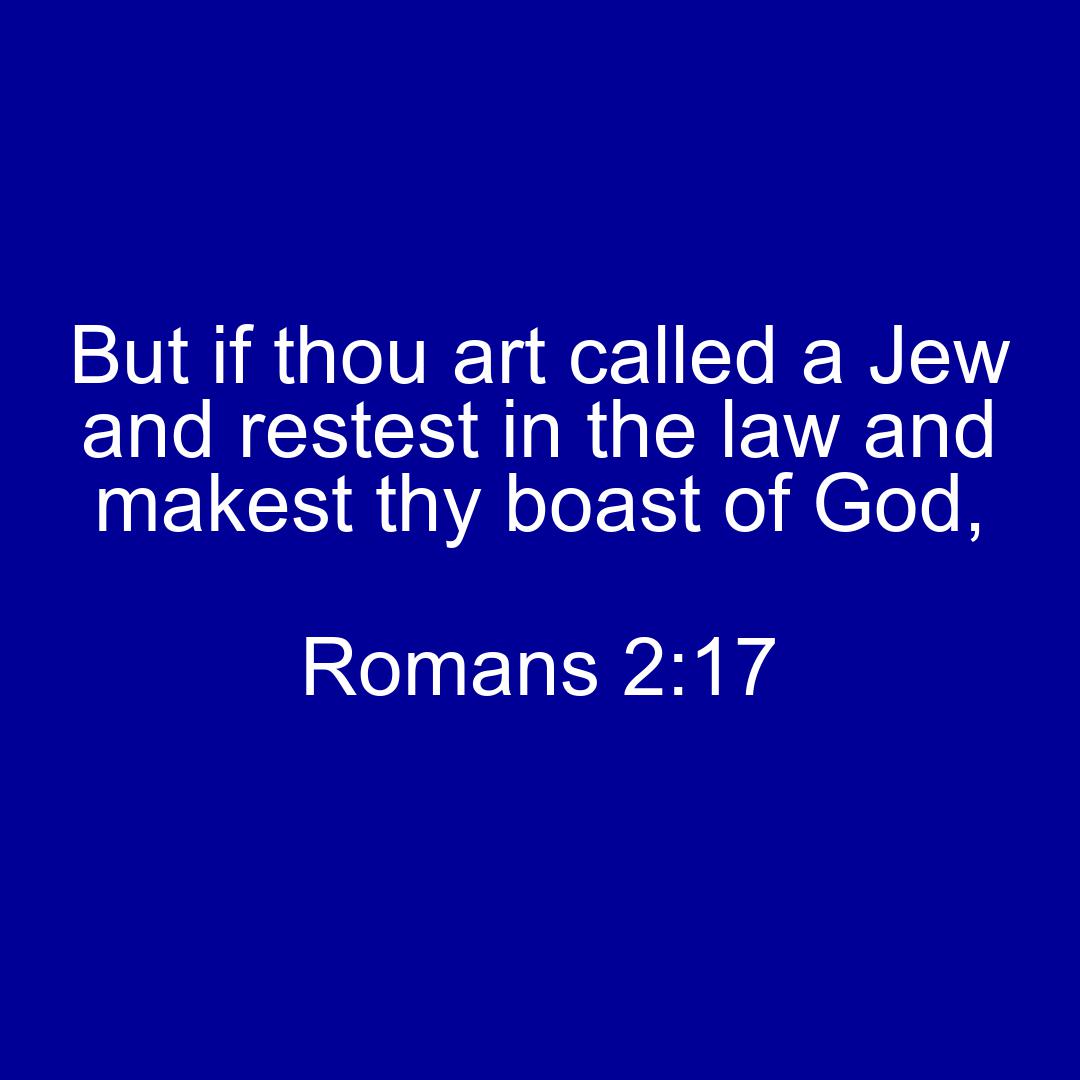 But if thou art called a Jew
and restest in the law and
makest thy boast of God,
Romans 2:17